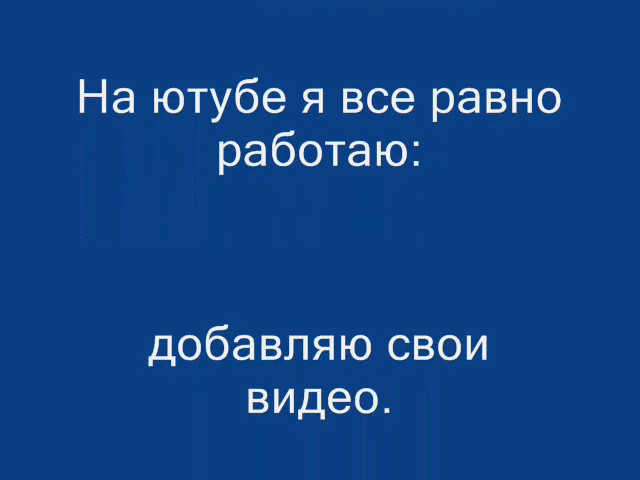 На ютубе я все равно
работаю:
добавляю свои
видео.